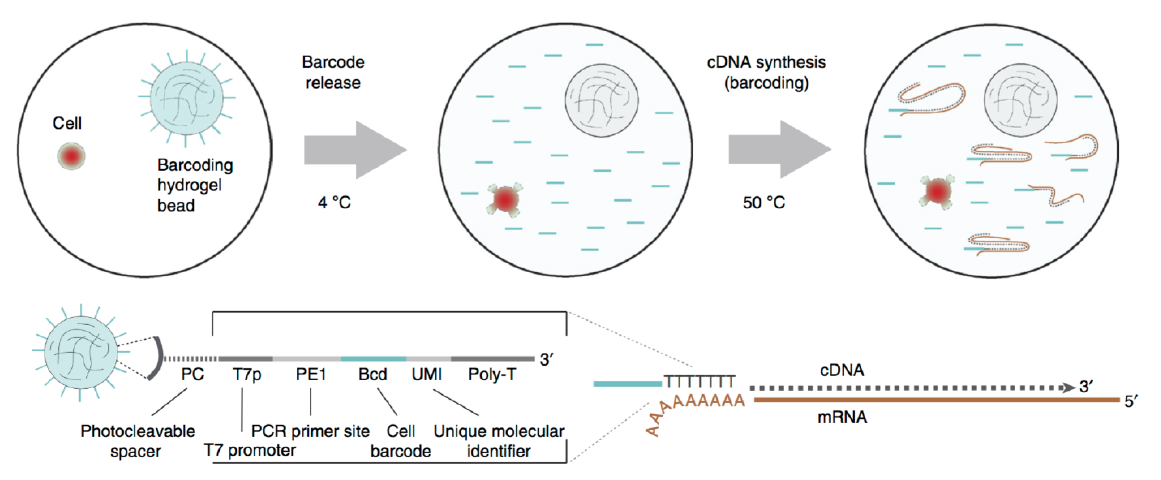 Cell
Barcoding
hydrogel
bead
Barcode
release
4 °C
cDNA synthesis
(barcoding)
50 °C
PC
T7p
PE1
Bcd
UMI
Poly-T
3′
Photocleavable
spacer
T7 promoter
PCR primer site
Cell
barcode
Unique molecular
identifier
AAAAAAAAA
cDNA
3′
mRNA
5′